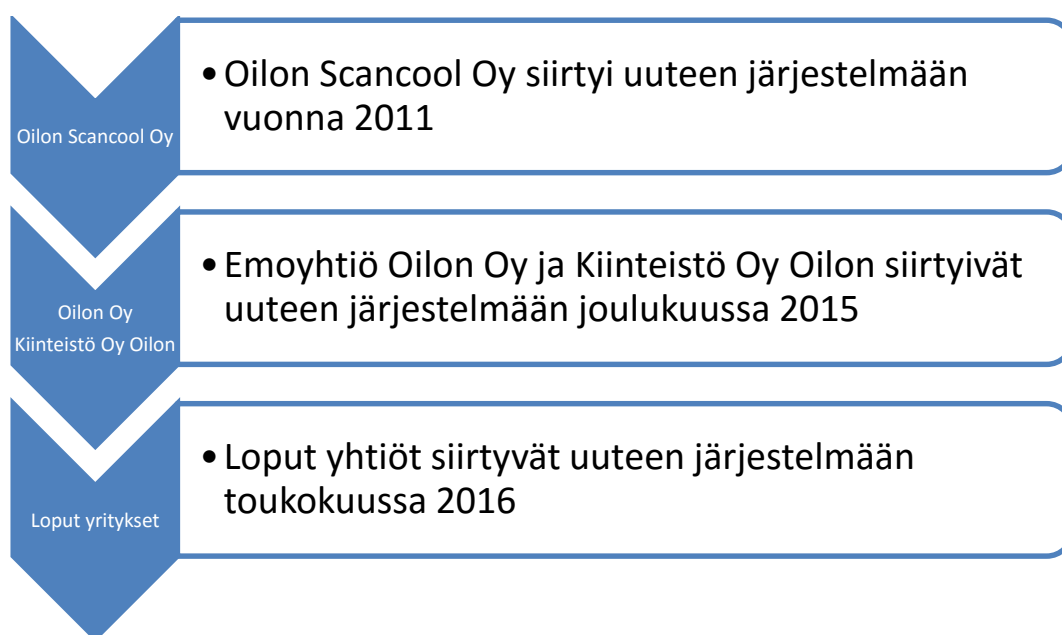 Oilon Scancool Oy
•Oilon Scancool Oy siirtyi uuteen järjestelmään
vuonna 2011
Oilon Oy
Kiinteistö Oy Oilon
•Emoyhtiö Oilon Oy ja Kiinteistö Oy Oilon siirtyivät
uuteen järjestelmään joulukuussa 2015
Loput yritykset
•Loput yhtiöt siirtyvät uuteen järjestelmään
toukokuussa 2016